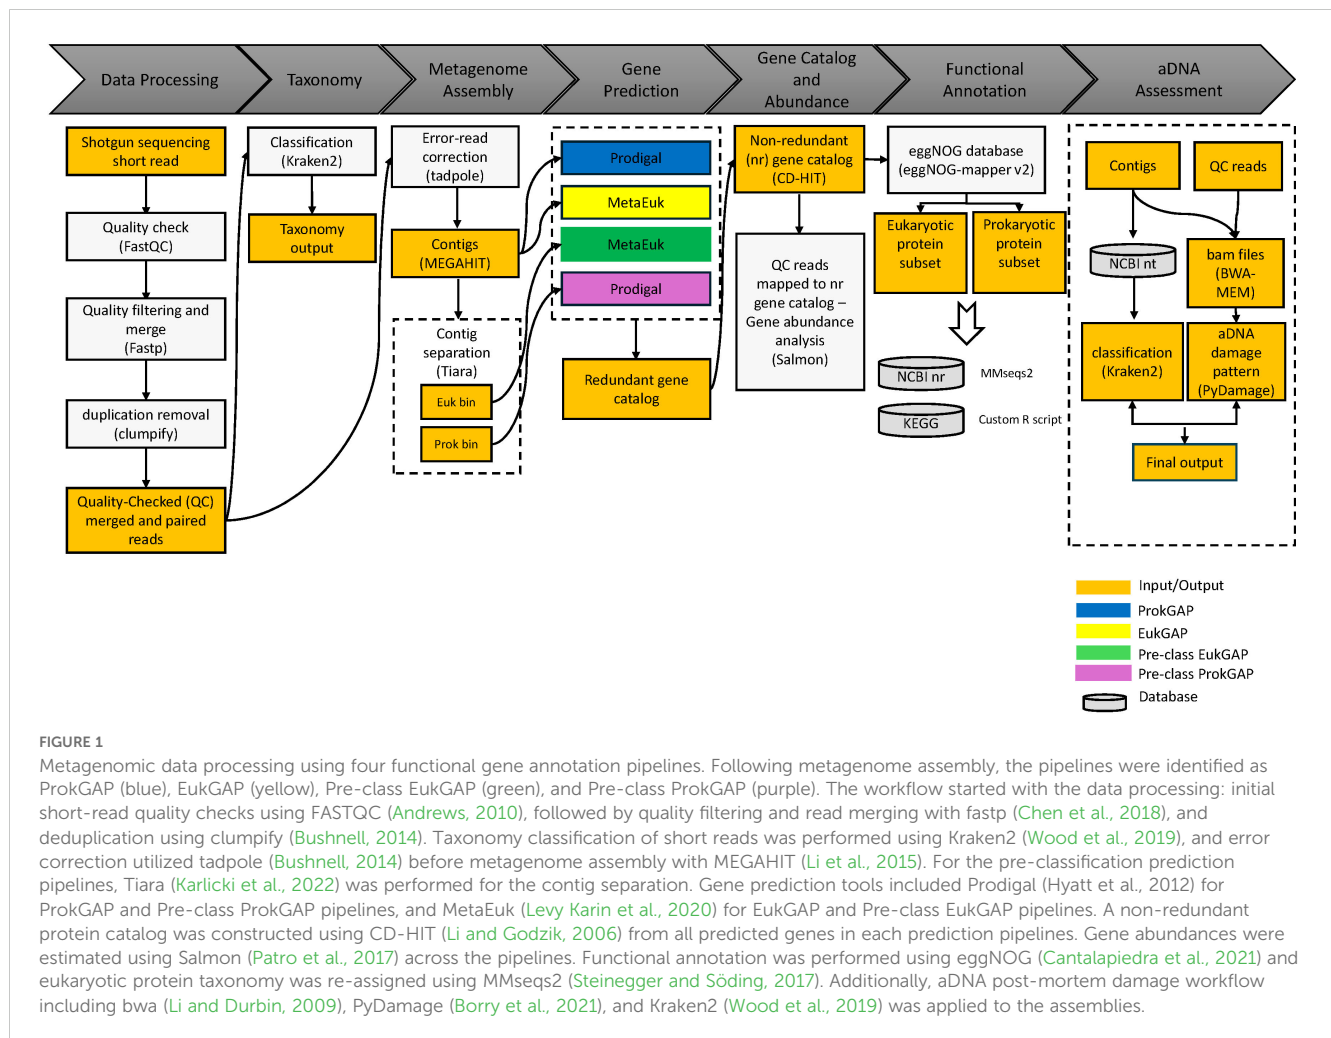 Data Processing
Taxonomy
Metagenome
Assembly
Gene
Prediction
Gene Catalog
and
Abundance
Functional
Annotation
aDNA
Assessment
Shotgun sequencing
short read
Quality check
(FastQC)
Quality filtering and
merge
(Fastp)
duplication removal
(clumpify)
Quality-Checked (QC)
merged and paired
reads
Classification
(Kraken2)
Taxonomy
output
Error-read
correction
(tadpole)
Contigs
(MEGAHIT)
Contig
separation
(Tiara)
Euk bin
Prok bin
Prodigal
MetaEuk
MetaEuk
Prodigal
Redundant gene
catalog
Non-redundant
(nr) gene catalog
(CD-HIT)
QC reads
mapped to nr
gene catalog –
Gene abundance
analysis
(Salmon)
eggNOG database
(eggNOG-mapper v2)
Eukaryotic
protein
subset
Prokaryotic
protein
subset
NCBI nr
MMseqs2
KEGG
Custom R script
Contigs
QC reads
NCBI nt
bam files
(BWA-
MEM)
classification
(Kraken2)
aDNA
damage
pattern
(PyDamage)
Final output
Input/Output
ProkGAP
EukGAP
Pre-class EukGAP
Pre-class ProkGAP
Database
FIGURE 1
Metagenomic data processing using four functional gene annotation pipelines. Following metagenome assembly, the pipelines were identified as
ProkGAP (blue), EukGAP (yellow), Pre-class EukGAP (green), and Pre-class ProkGAP (purple). The workflow started with the data processing: initial
short-read quality checks using FASTQC (Andrews, 2010), followed by quality filtering and read merging with fastp (Chen et al., 2018), and
deduplication using clumpify (Bushnell, 2014). Taxonomy classification of short reads was performed using Kraken2 (Wood et al., 2019), and error
correction utilized tadpole (Bushnell, 2014) before metagenome assembly with MEGAHIT (Li et al., 2015). For the pre-classification prediction
pipelines, Tiara (Karlicki et al., 2022) was performed for the contig separation. Gene prediction tools included Prodigal (Hyatt et al., 2012) for
ProkGAP and Pre-class ProkGAP pipelines, and MetaEuk (Levy Karin et al., 2020) for EukGAP and Pre-class EukGAP pipelines. A non-redundant
protein catalog was constructed using CD-HIT (Li and Godzik, 2006) from all predicted genes in each prediction pipelines. Gene abundances were
estimated using Salmon (Patro et al., 2017) across the pipelines. Functional annotation was performed using eggNOG (Cantalapiedra et al., 2021) and
eukaryotic protein taxonomy was re-assigned using MMseqs2 (Steinegger and Söding, 2017). Additionally, aDNA post-mortem damage workflow
including bwa (Li and Durbin, 2009), PyDamage (Borry et al., 2021), and Kraken2 (Wood et al., 2019) was applied to the assemblies.